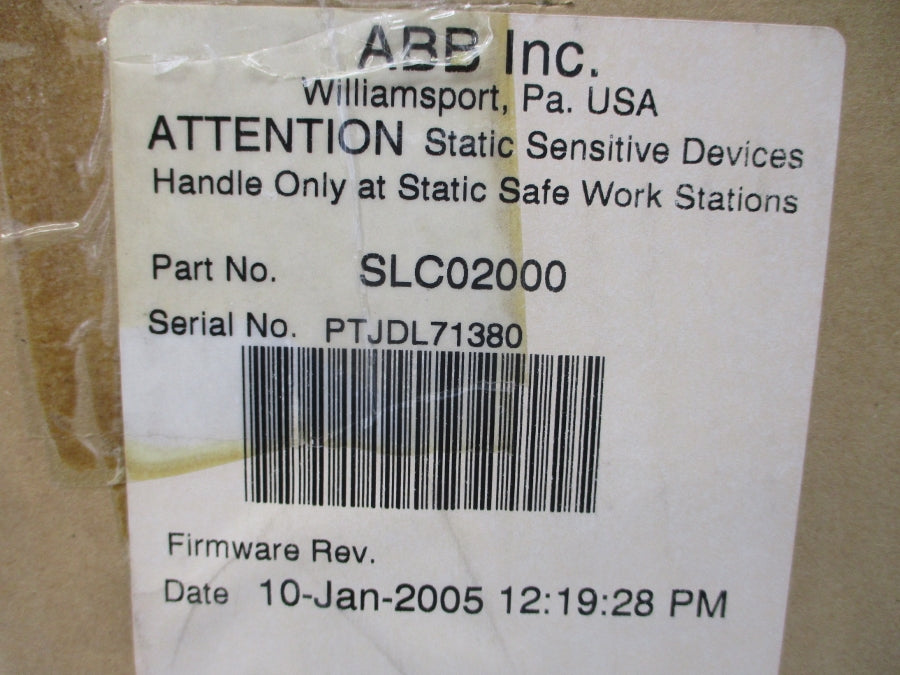 ABB Inc.
Williamsport, Pa. USA
ATTENTION Static Sensitive Devices
Handle Only at Static Safe Work Stations
Part No. SLC02000
Serial No. PTJDL71380
Firmware Rev.
Date 10-Jan-2005 12:19:28 PM